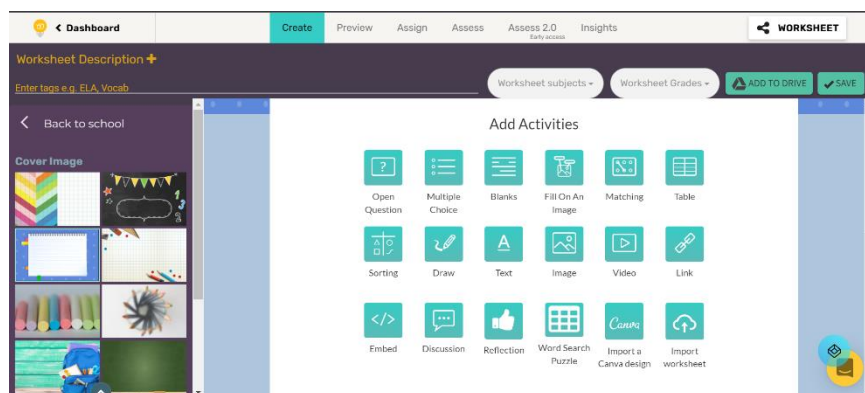 Dashboard
Create
Preview
Assign
Assess
Assess 2.0
Early access
Insights
WORKSHEET
Worksheet Description
Enter tags e.g. ELA, Vocab
Worksheet subjects
Worksheet Grades
ADD TO DRIVE
SAVE
Back to school
Add Activities
Cover Image
Open
Question
Multiple
Choice
Blanks
Fill On An
Image
Matching
Table
Sorting
Draw
Text
Image
Video
Link
Embed
Discussion
Reflection
Word Search
Puzzle
Canva
Import a
Canva design
Import
worksheet